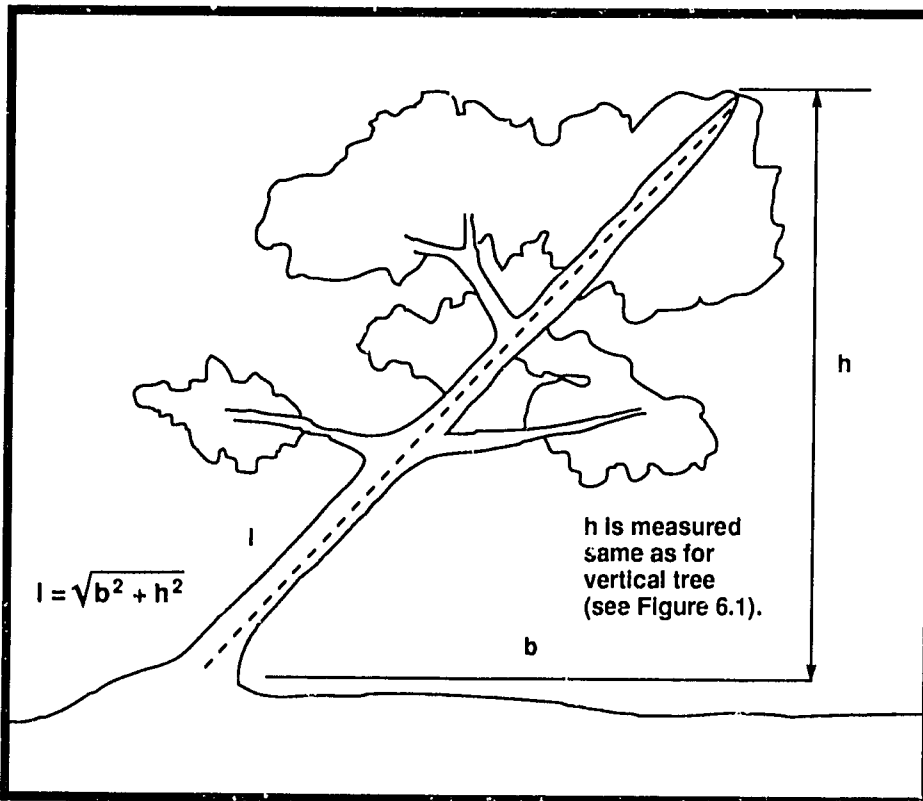 h
l
h is measured
same as for
vertical tree
(see Figure 6.1).
l = √b² + h²
b